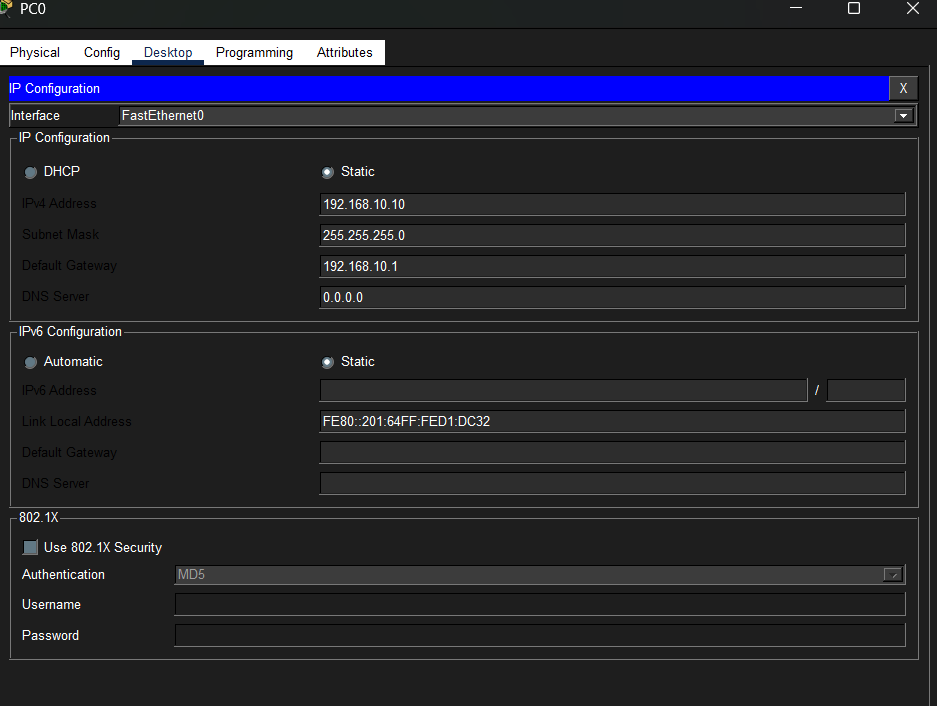 PC0
Physical Config Desktop Programming Attributes
IP Configuration X
Interface FastEthernet0
IP Configuration
DHCP Static
IPv4 Address 192.168.10.10
Subnet Mask 255.255.255.0
Default Gateway 192.168.10.1
DNS Server 0.0.0.0
IPv6 Configuration
Automatic Static
IPv6 Address /
Link Local Address FE80::201:64FF:FED1:DC32
Default Gateway
DNS Server
802.1X
Use 802.1X Security
Authentication MD5
Username
Password